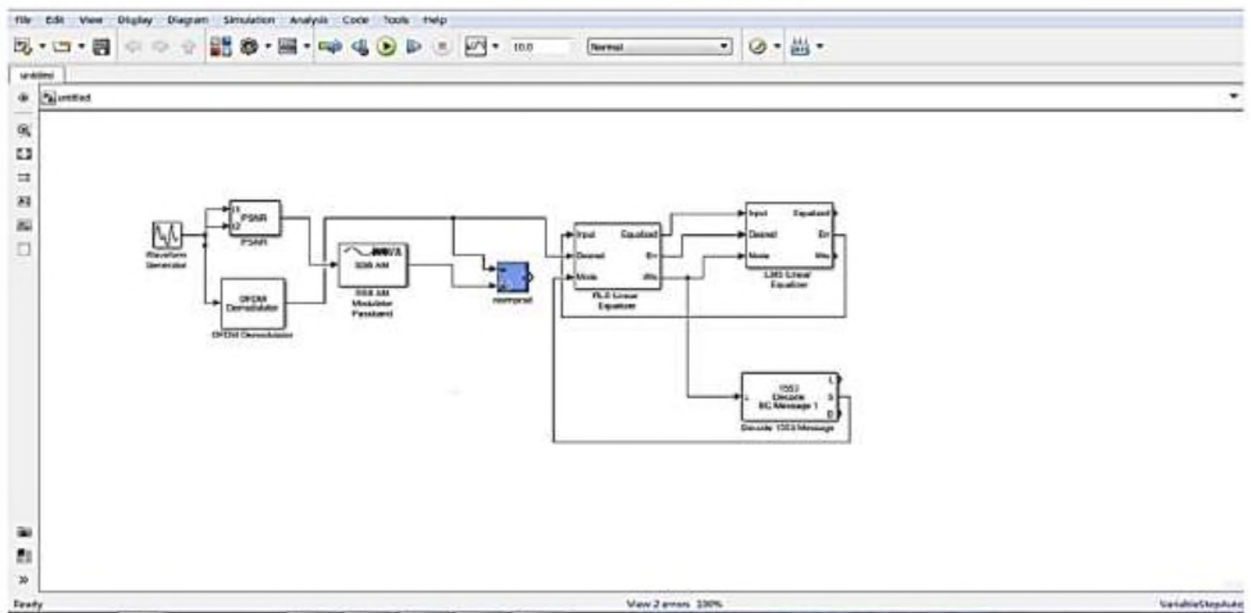 File Edit View Display Diagram Simulation Analysis Code Tools Help
10.0 Normal
untitled
untitled
Waveform
Generator
PSNR
PSNR
OFDM
Demodulator
OFDM Demodulator
SSB AM
SSB AM
Modulator
Passband
normprod
Input Equalized
Desired Err
Mode Wts
RLS Linear
Equalizer
Input Equalized
Desired Err
Mode Wts
LMS Linear
Equalizer
1553
Decode
BC Message 1
L
S
D
Decode 1553 Message
Ready View 2 errors 100% VariableStepAuto